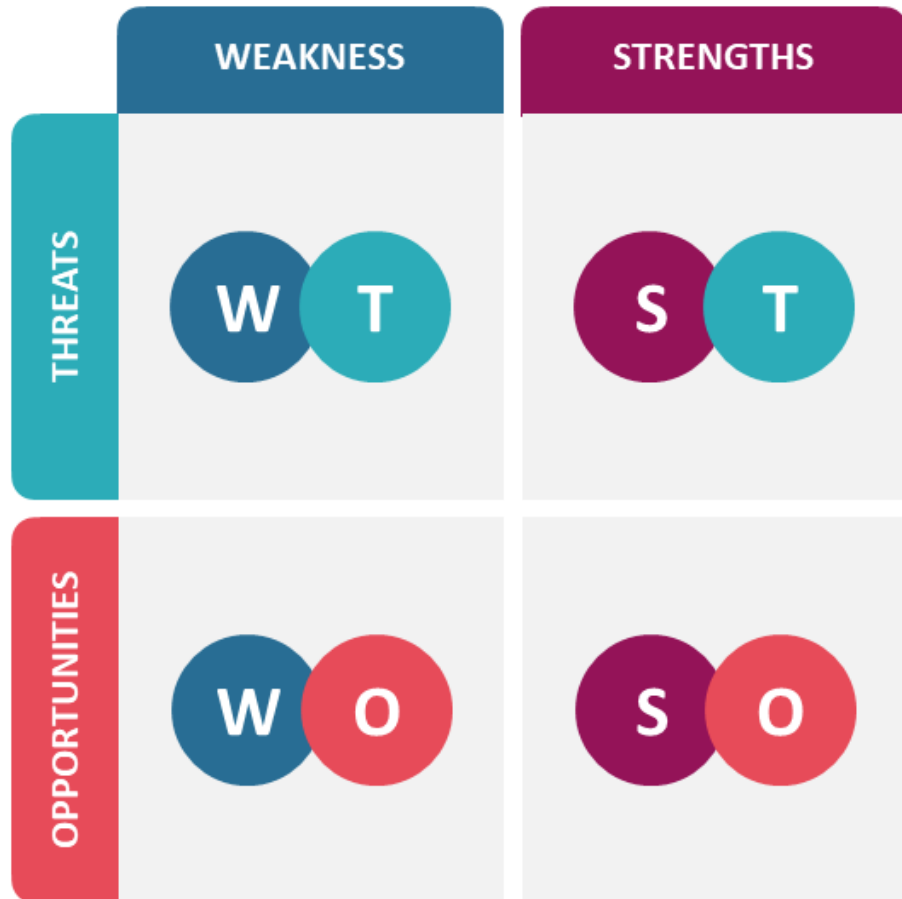 WEAKNESS
STRENGTHS
THREATS
W T
S T
OPPORTUNITIES
W O
S O